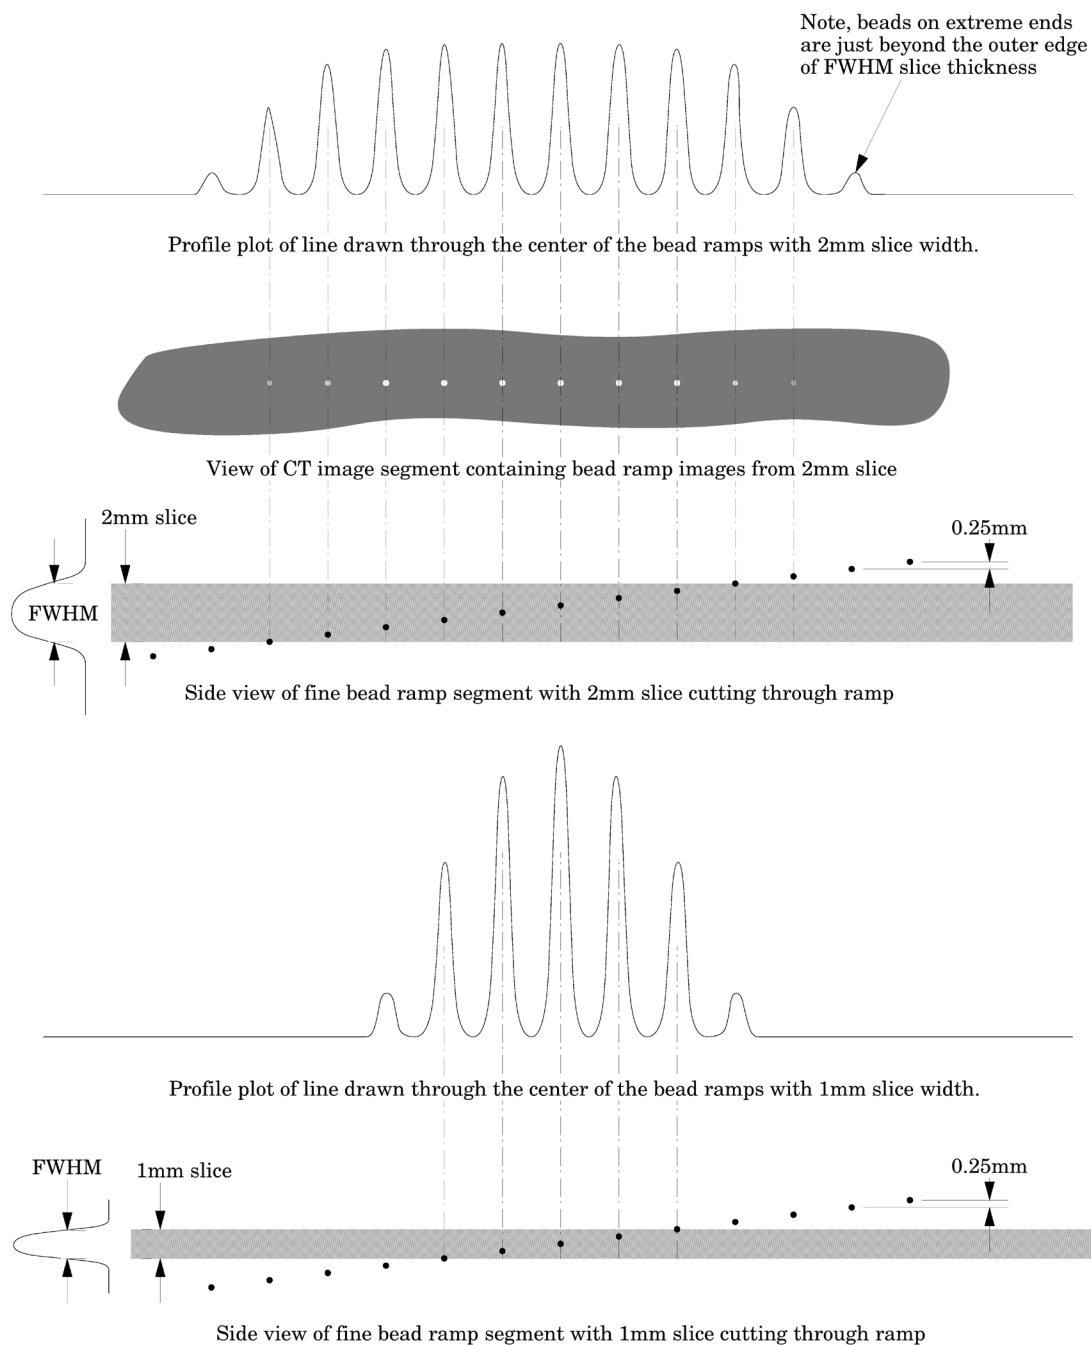 Note, beads on extreme ends
are just beyond the outer edge
of FWHM slice thickness
Profile plot of line drawn through the center of the bead ramps with 2mm slice width.
View of CT image segment containing bead ramp images from 2mm slice
2mm slice
0.25mm
FWHM
Side view of fine bead ramp segment with 2mm slice cutting through ramp
Profile plot of line drawn through the center of the bead ramps with 1mm slice width.
FWHM
1mm slice
0.25mm
Side view of fine bead ramp segment with 1mm slice cutting through ramp